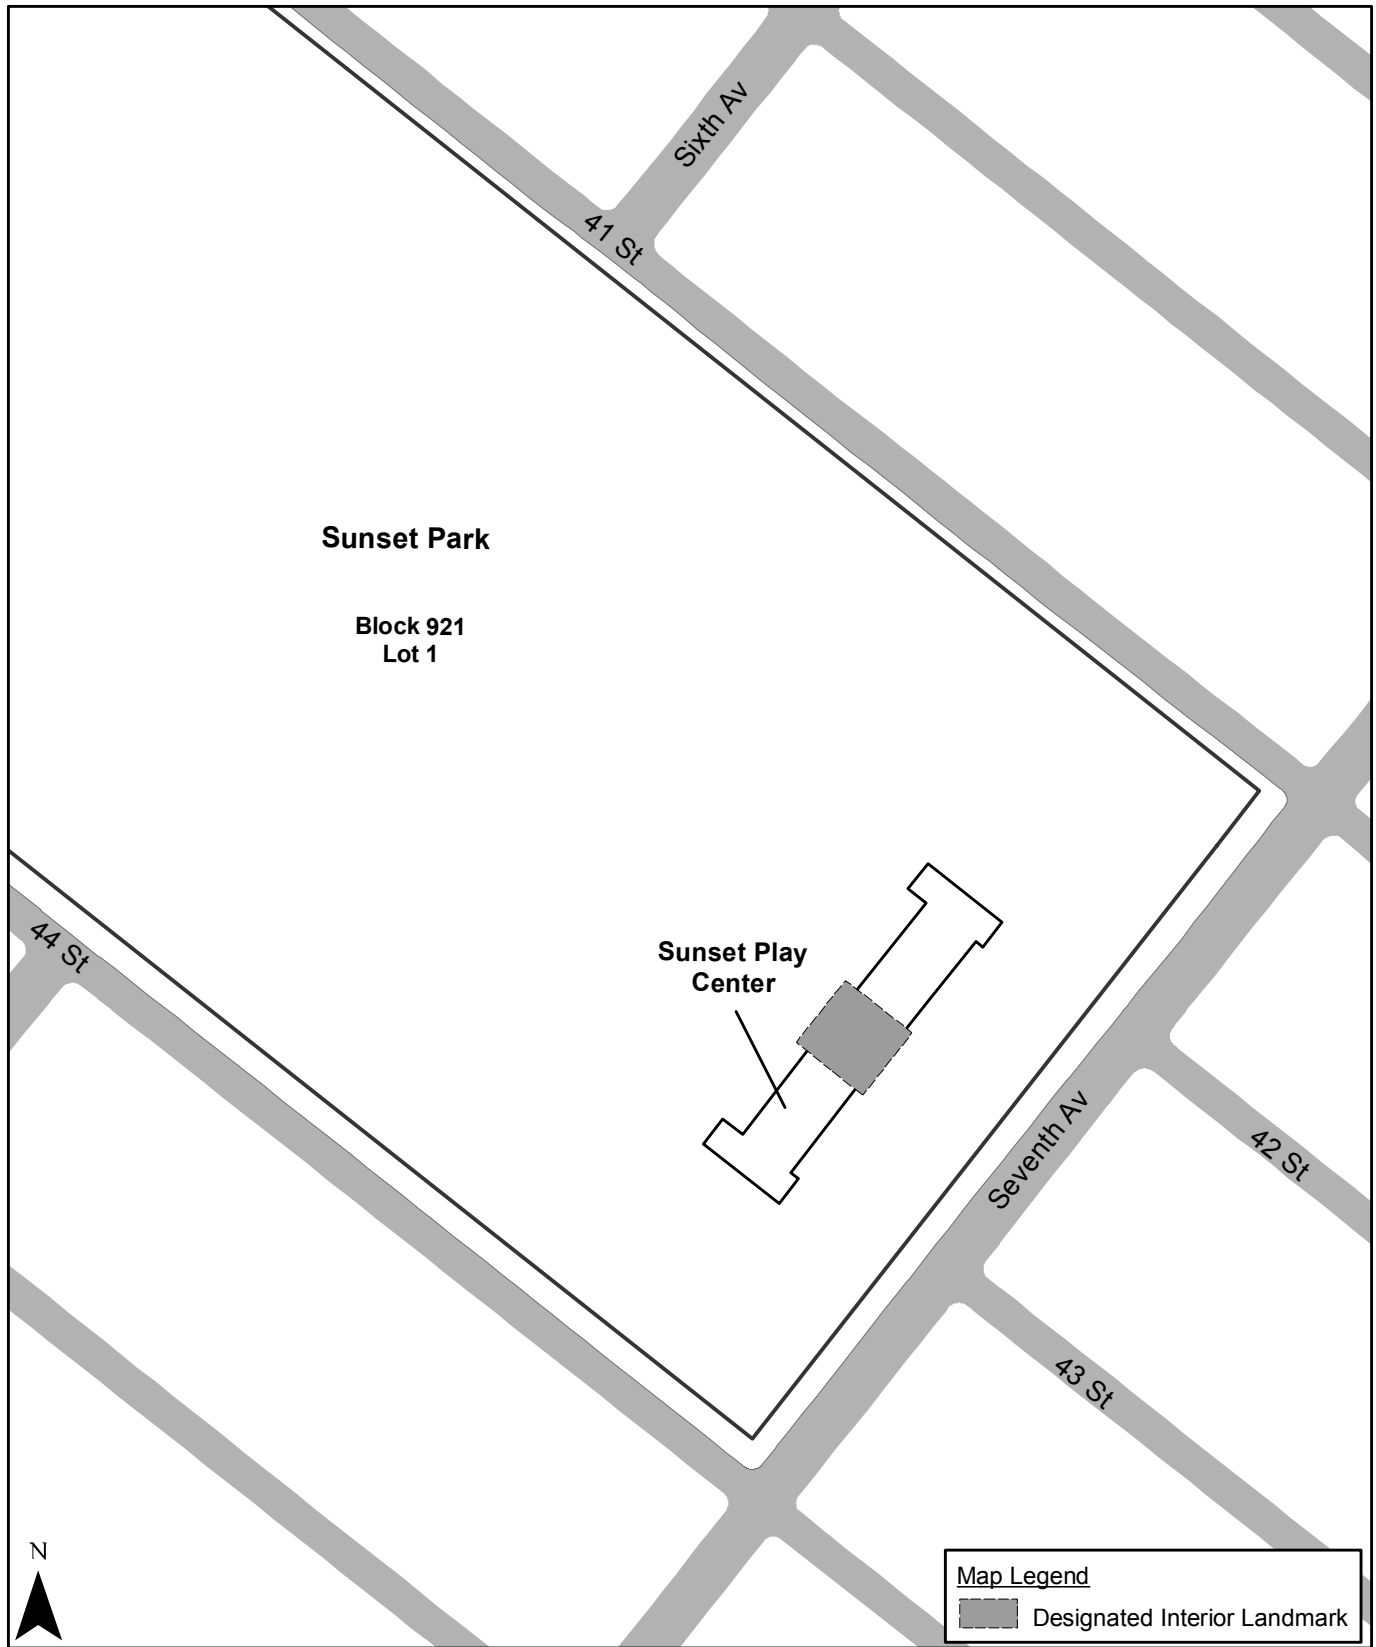 Sixth Av
41 St
Sunset Park
Block 921
Lot 1
44 St
Sunset Play
Center
Seventh Av
42 St
43 St
N
Map Legend
Designated Interior Landmark